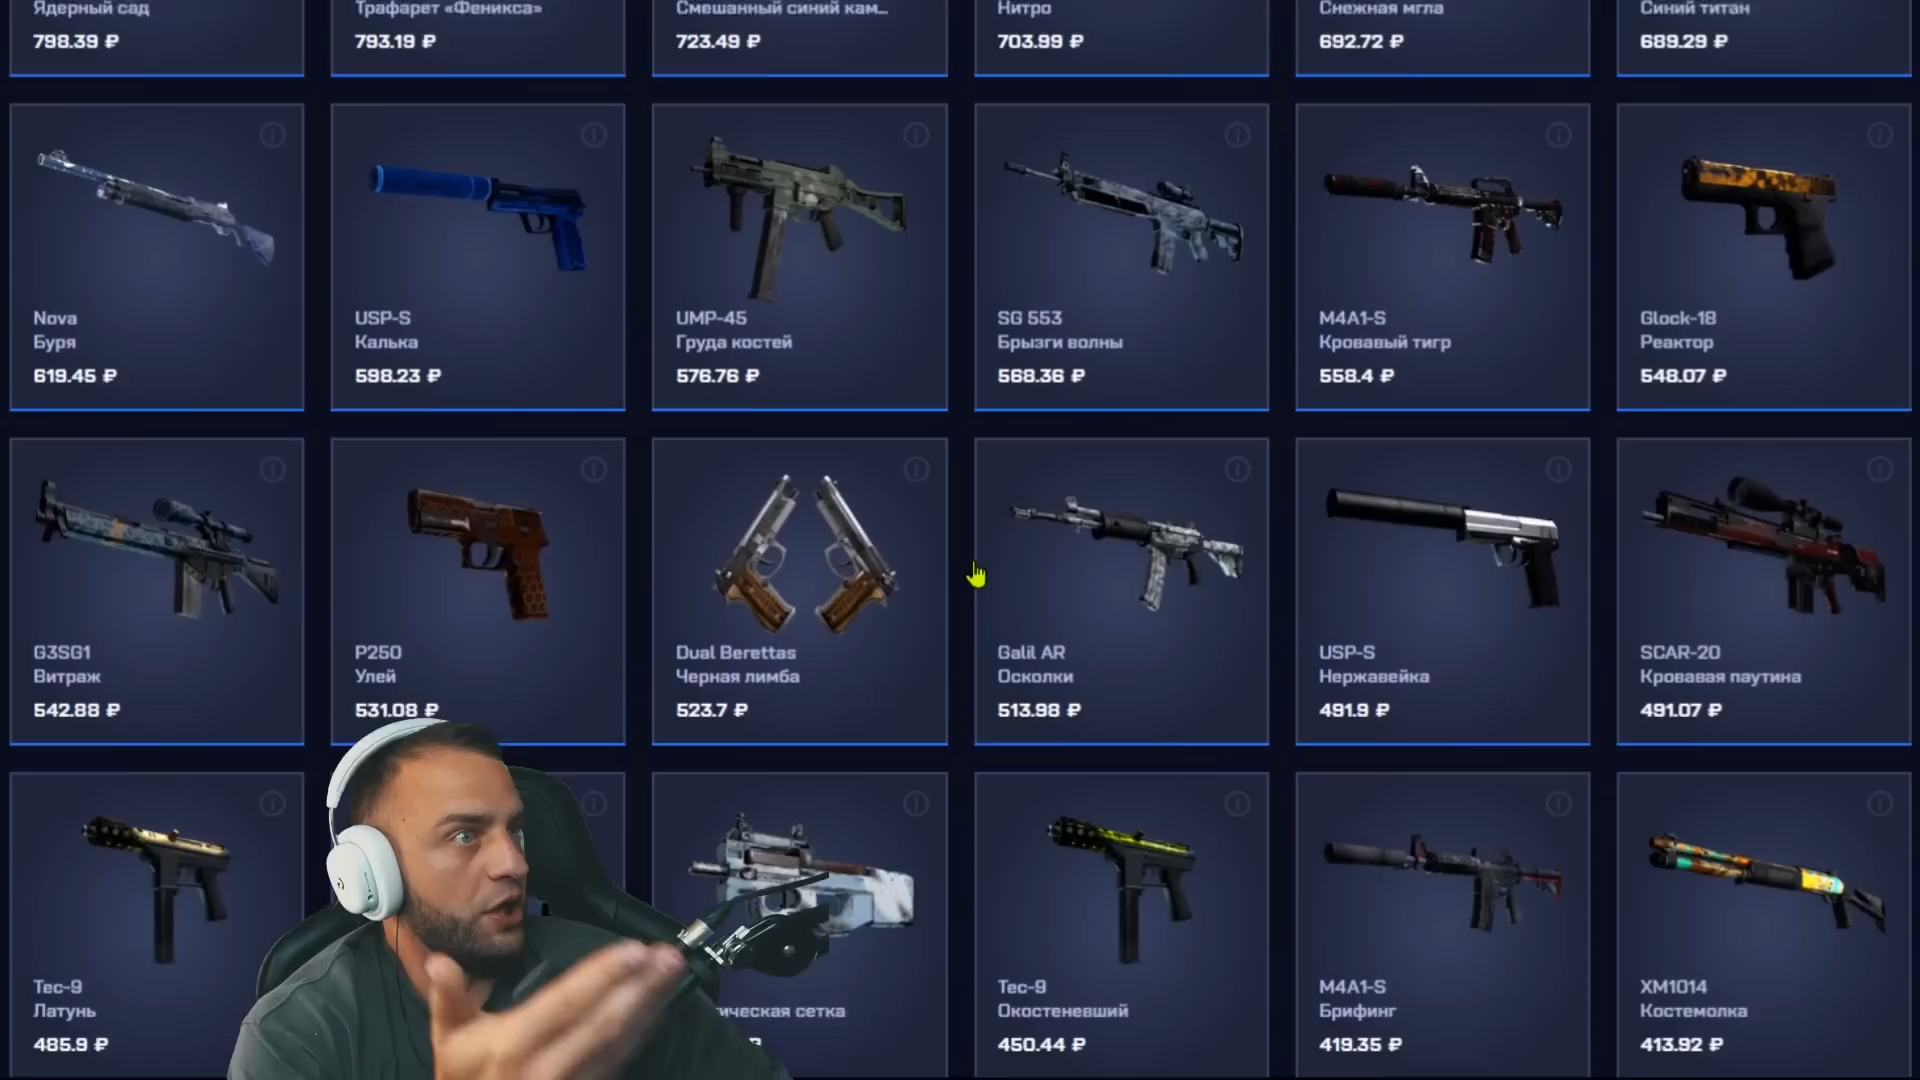 Ядерный сад
798.39 ₽
Трафарет «Феникса»
793.19 ₽
Смешанный синий кам...
723.49 ₽
Нитро
703.99 ₽
Снежная мгла
692.72 ₽
Синий титан
689.29 ₽
Nova
Буря
619.45 ₽
USP-S
Калька
598.23 ₽
UMP-45
Груда костей
576.76 ₽
SG 553
Брызги волны
568.36 ₽
M4A1-S
Кровавый тигр
558.4 ₽
Glock-18
Реактор
548.07 ₽
G3SG1
Витраж
542.88 ₽
P250
Улей
531.08 ₽
Dual Berettas
Черная лимба
523.7 ₽
Galil AR
Осколки
513.98 ₽
USP-S
Нержавейка
491.9 ₽
SCAR-20
Кровавая паутина
491.07 ₽
Tec-9
Латунь
485.9 ₽
ическая сетка
₽
Tec-9
Окостеневший
450.44 ₽
M4A1-S
Брифинг
419.35 ₽
XM1014
Костемолка
413.92 ₽